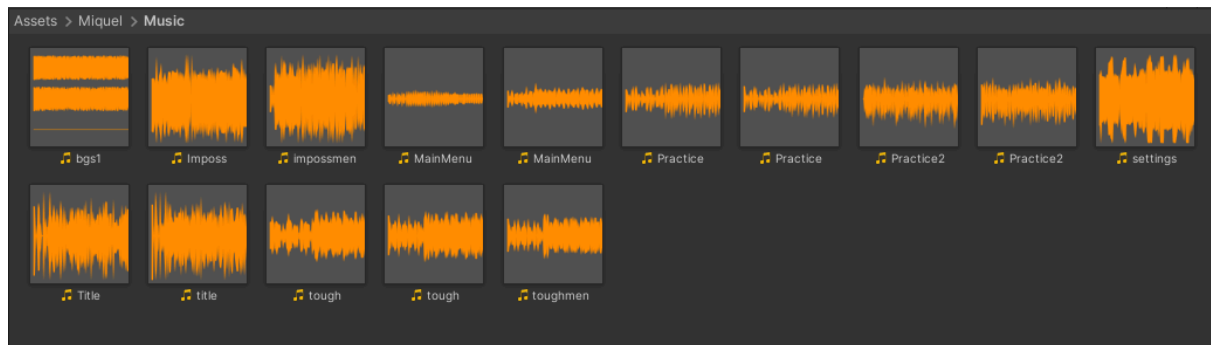 Assets > Miquel > Music
bgs1 Imposs impossmen MainMenu MainMenu Practice Practice Practice2 Practice2 settings
Title title tough tough toughmen